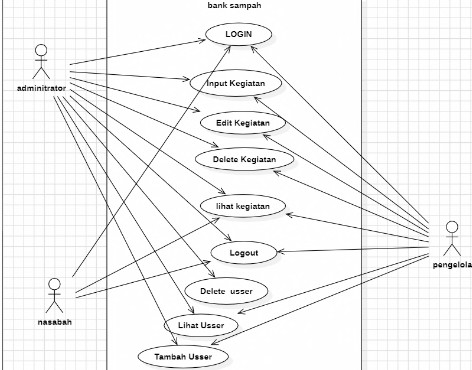 bank sampah
LOGIN
adminitrator
Input Kegiatan
Edit Kegiatan
Delete Kegiatan
lihat kegiatan
Logout
pengelola
Delete usser
nasabah
Lihat Usser
Tambah Usser